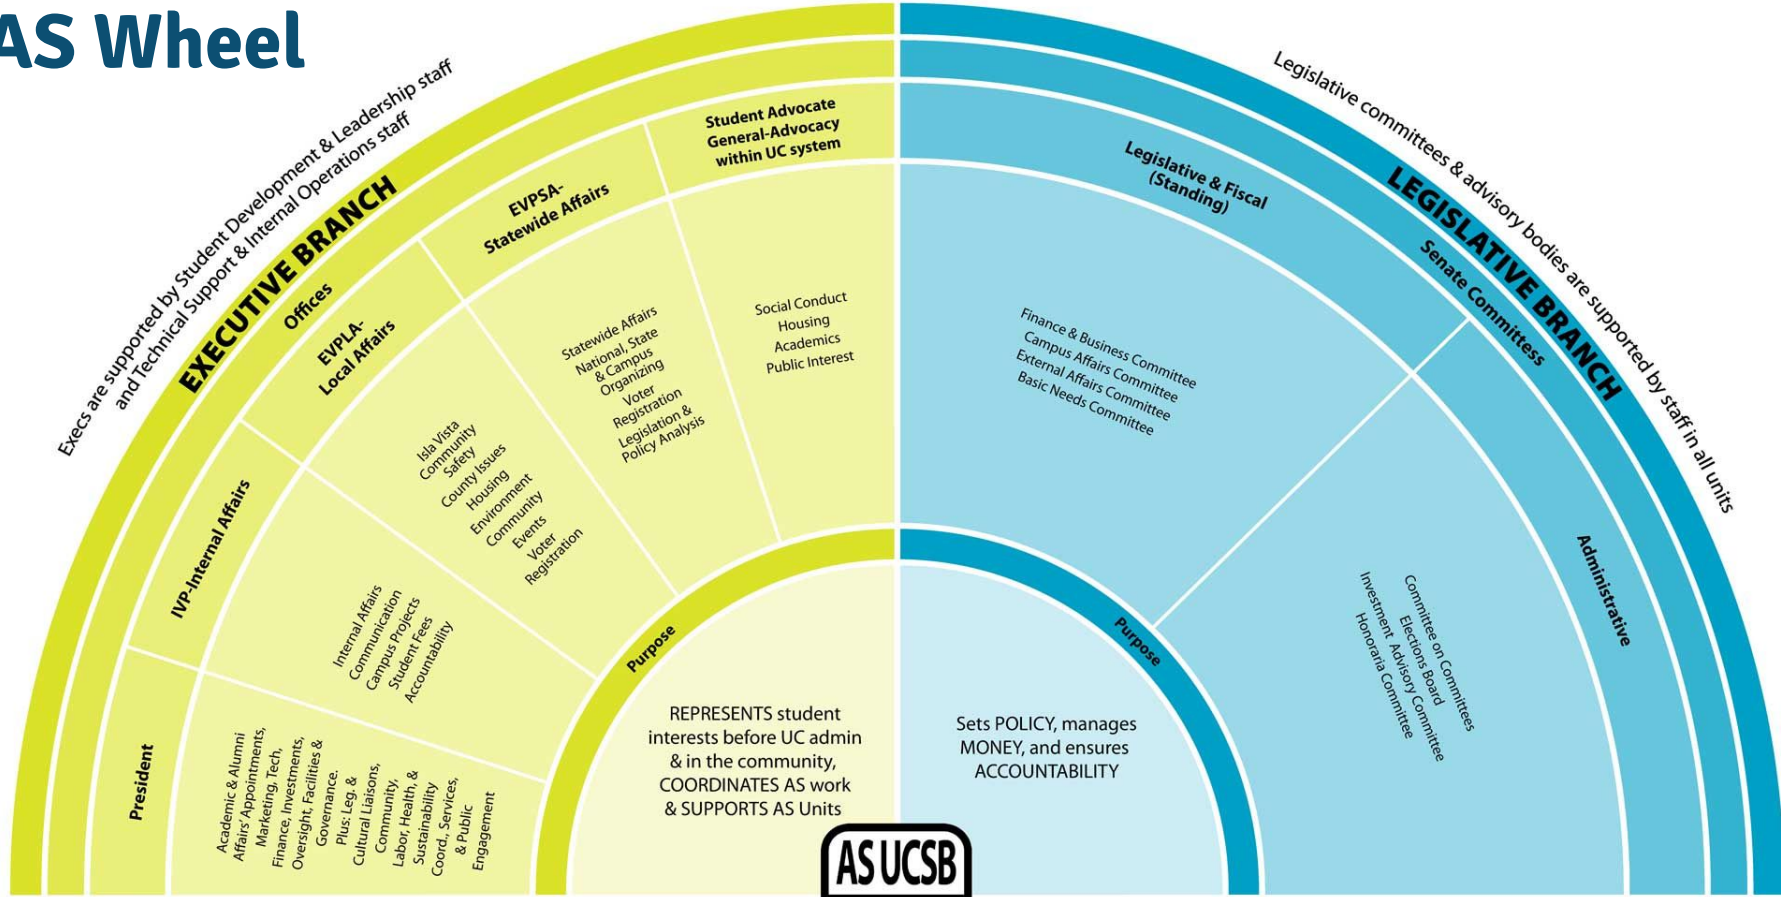 AS Wheel
Execs are supported by Student Development & Leadership staff
and Technical Support & Internal Operations staff
EXECUTIVE BRANCH
Offices
President
Academic & Alumni
Affairs' Appointments,
Marketing, Tech,
Finance, Investments,
Oversight, Facilities &
Governance.
Plus: Leg. &
Cultural Liaisons,
Community,
Labor, Health, &
Sustainability
Coord., Services,
& Public
Engagement
IVP-Internal Affairs
Internal Affairs
Communication
Campus Projects
Student Fees
Accountability
EVPLA-
Local Affairs
Isla Vista
Community
Safety
County Issues
Housing
Environment
Community
Events
Voter
Registration
EVPSA-
Statewide Affairs
Statewide Affairs
National, State
& Campus
Organizing
Voter
Registration
Legislation &
Policy Analysis
Student Advocate
General-Advocacy
within UC system
Social Conduct
Housing
Academics
Public Interest
Purpose
REPRESENTS student
interests before UC admin
& in the community,
COORDINATES AS work
& SUPPORTS AS Units
Legislative committees & advisory bodies are supported by staff in all units
LEGISLATIVE BRANCH
Senate Committess
Legislative & Fiscal
(Standing)
Finance & Business Committee
Campus Affairs Committee
External Affairs Committee
Basic Needs Committee
Administrative
Committee on Committees
Elections Board
Investment Advisory Committee
Honoraria Committee
Purpose
Sets POLICY, manages
MONEY, and ensures
ACCOUNTABILITY
AS UCSB